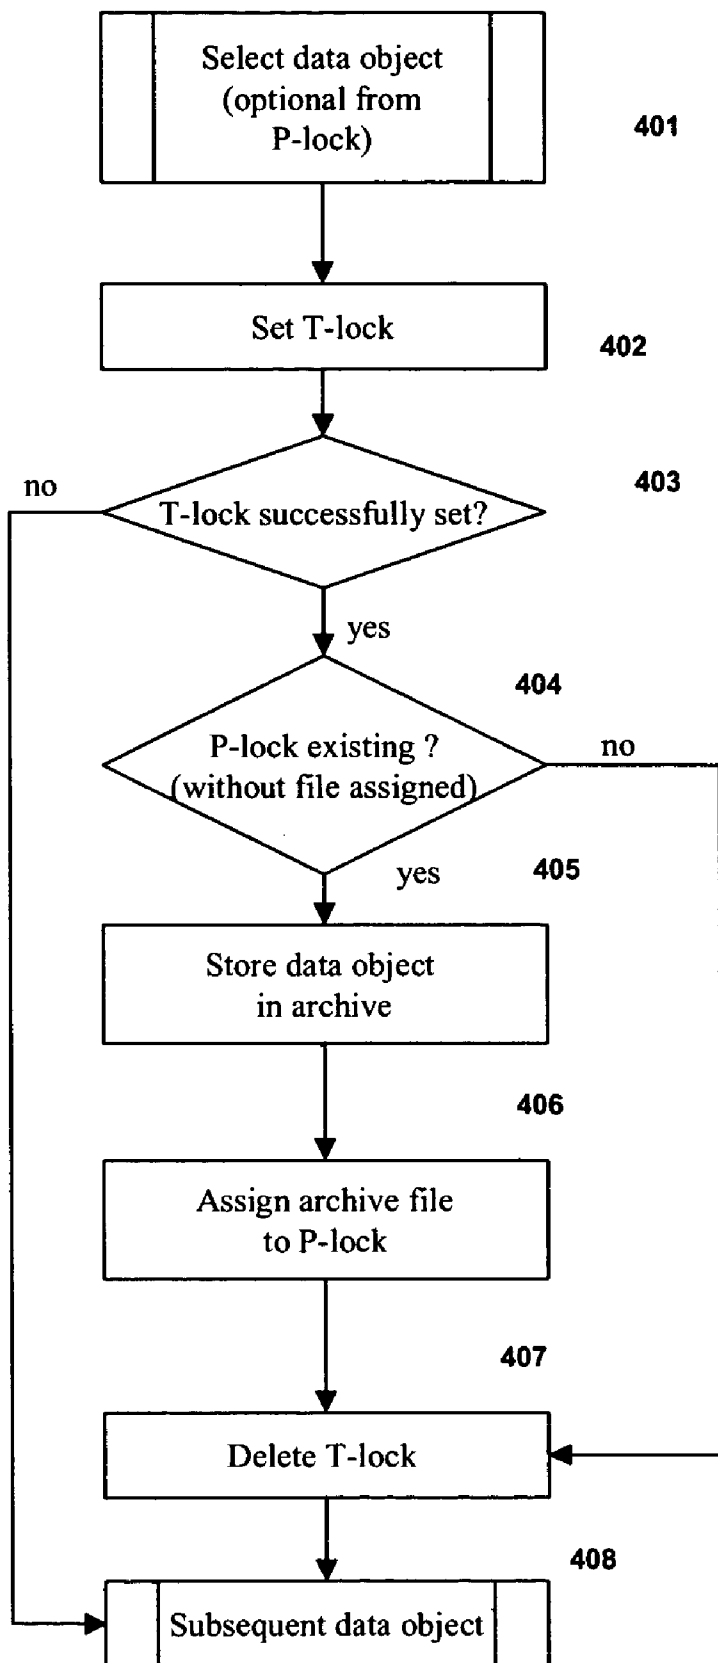 Select data object
(optional from
P-lock)
401
Set T-lock
402
403
no
T-lock successfully set?
yes
404
P-lock existing ?
(without file assigned)
no
yes
405
Store data object
in archive
406
Assign archive file
to P-lock
407
Delete T-lock
408
Subsequent data object